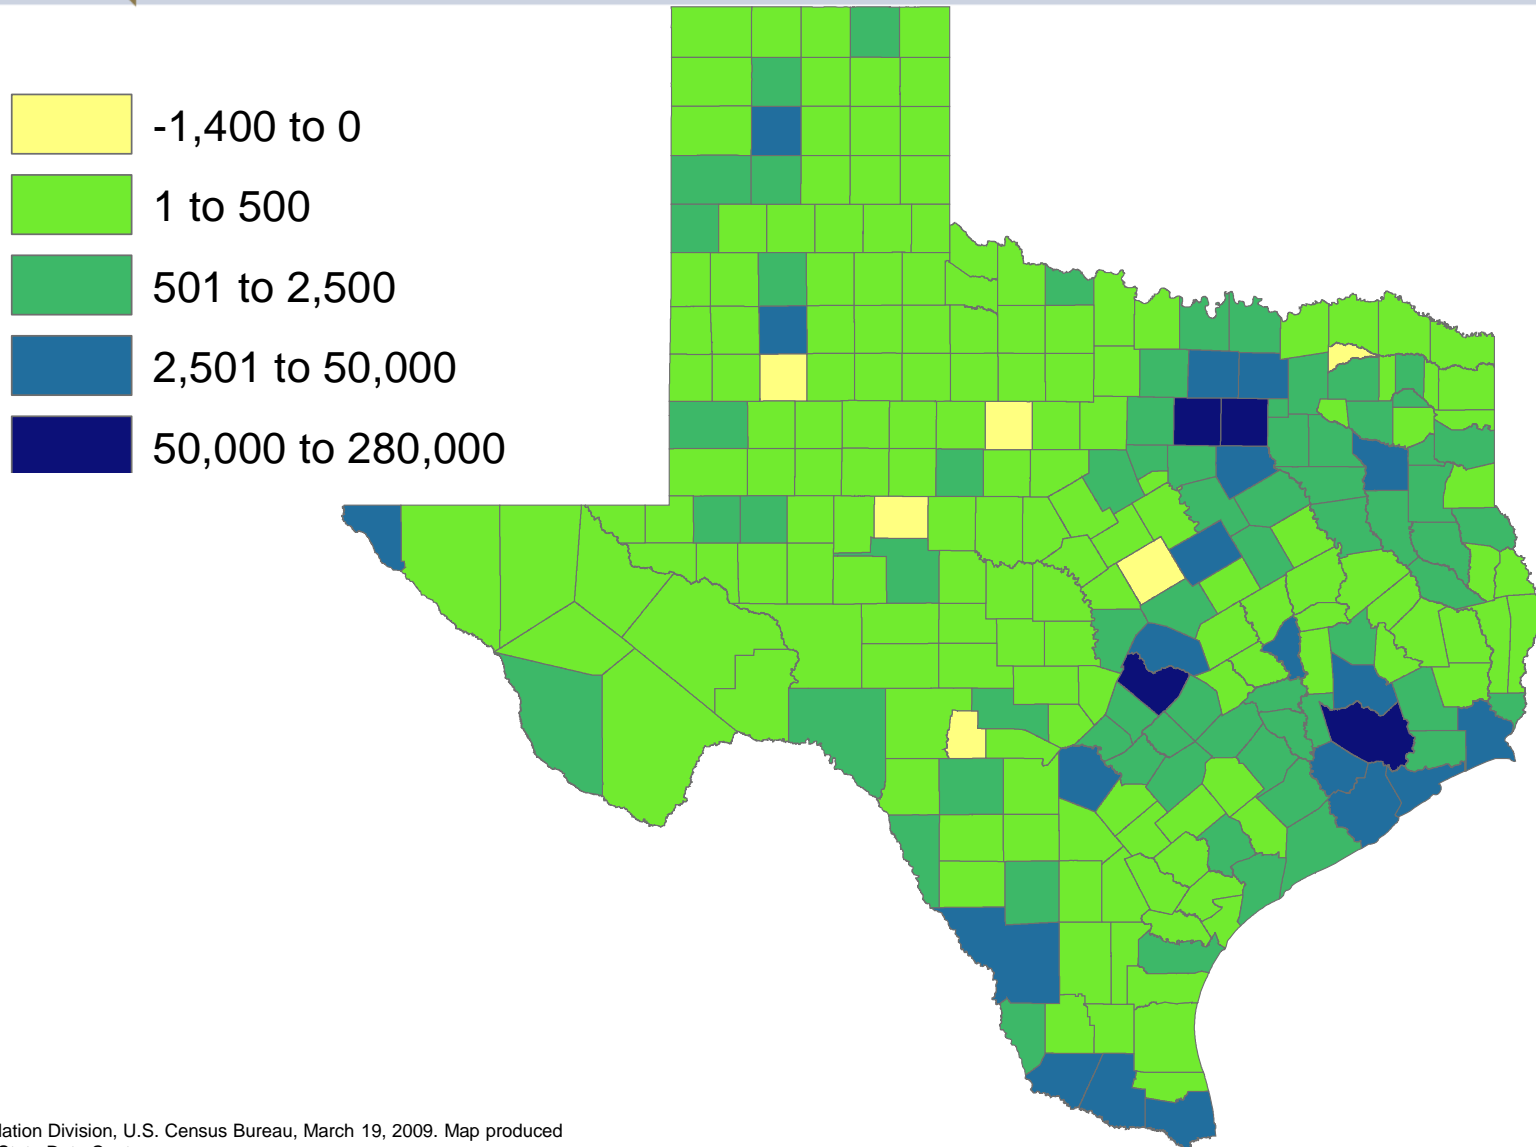 -1,400 to 0
1 to 500
501 to 2,500
2,501 to 50,000
50,000 to 280,000
Division, U.S. Census Bureau, March 19, 2009. Map produced